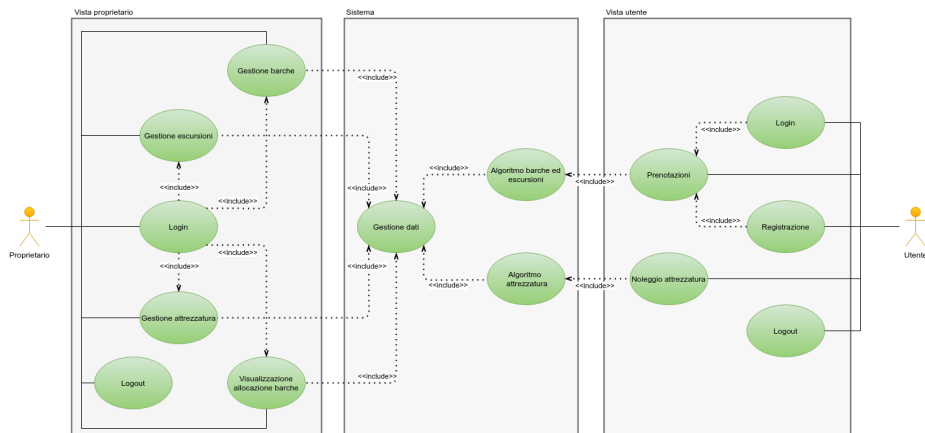 Vista proprietario
Sistema
Vista utente
Gestione barche
<<include>>
Gestione escursioni
<<include>>
<<include>>
<<include>>
<<include>>
Login
<<include>>
<<include>>
<<include>>
Gestione attrezzatura
<<include>>
Logout
Visualizzazione
allocazione barche
<<include>>
Proprietario
Gestione dati
<<include>>
Algoritmo barche ed
escursioni
<<include>>
Algoritmo
attrezzatura
<<include>>
<<include>>
<<include>>
Login
Prenotazioni
<<include>>
Registrazione
Noleggio attrezzatura
Logout
Utente